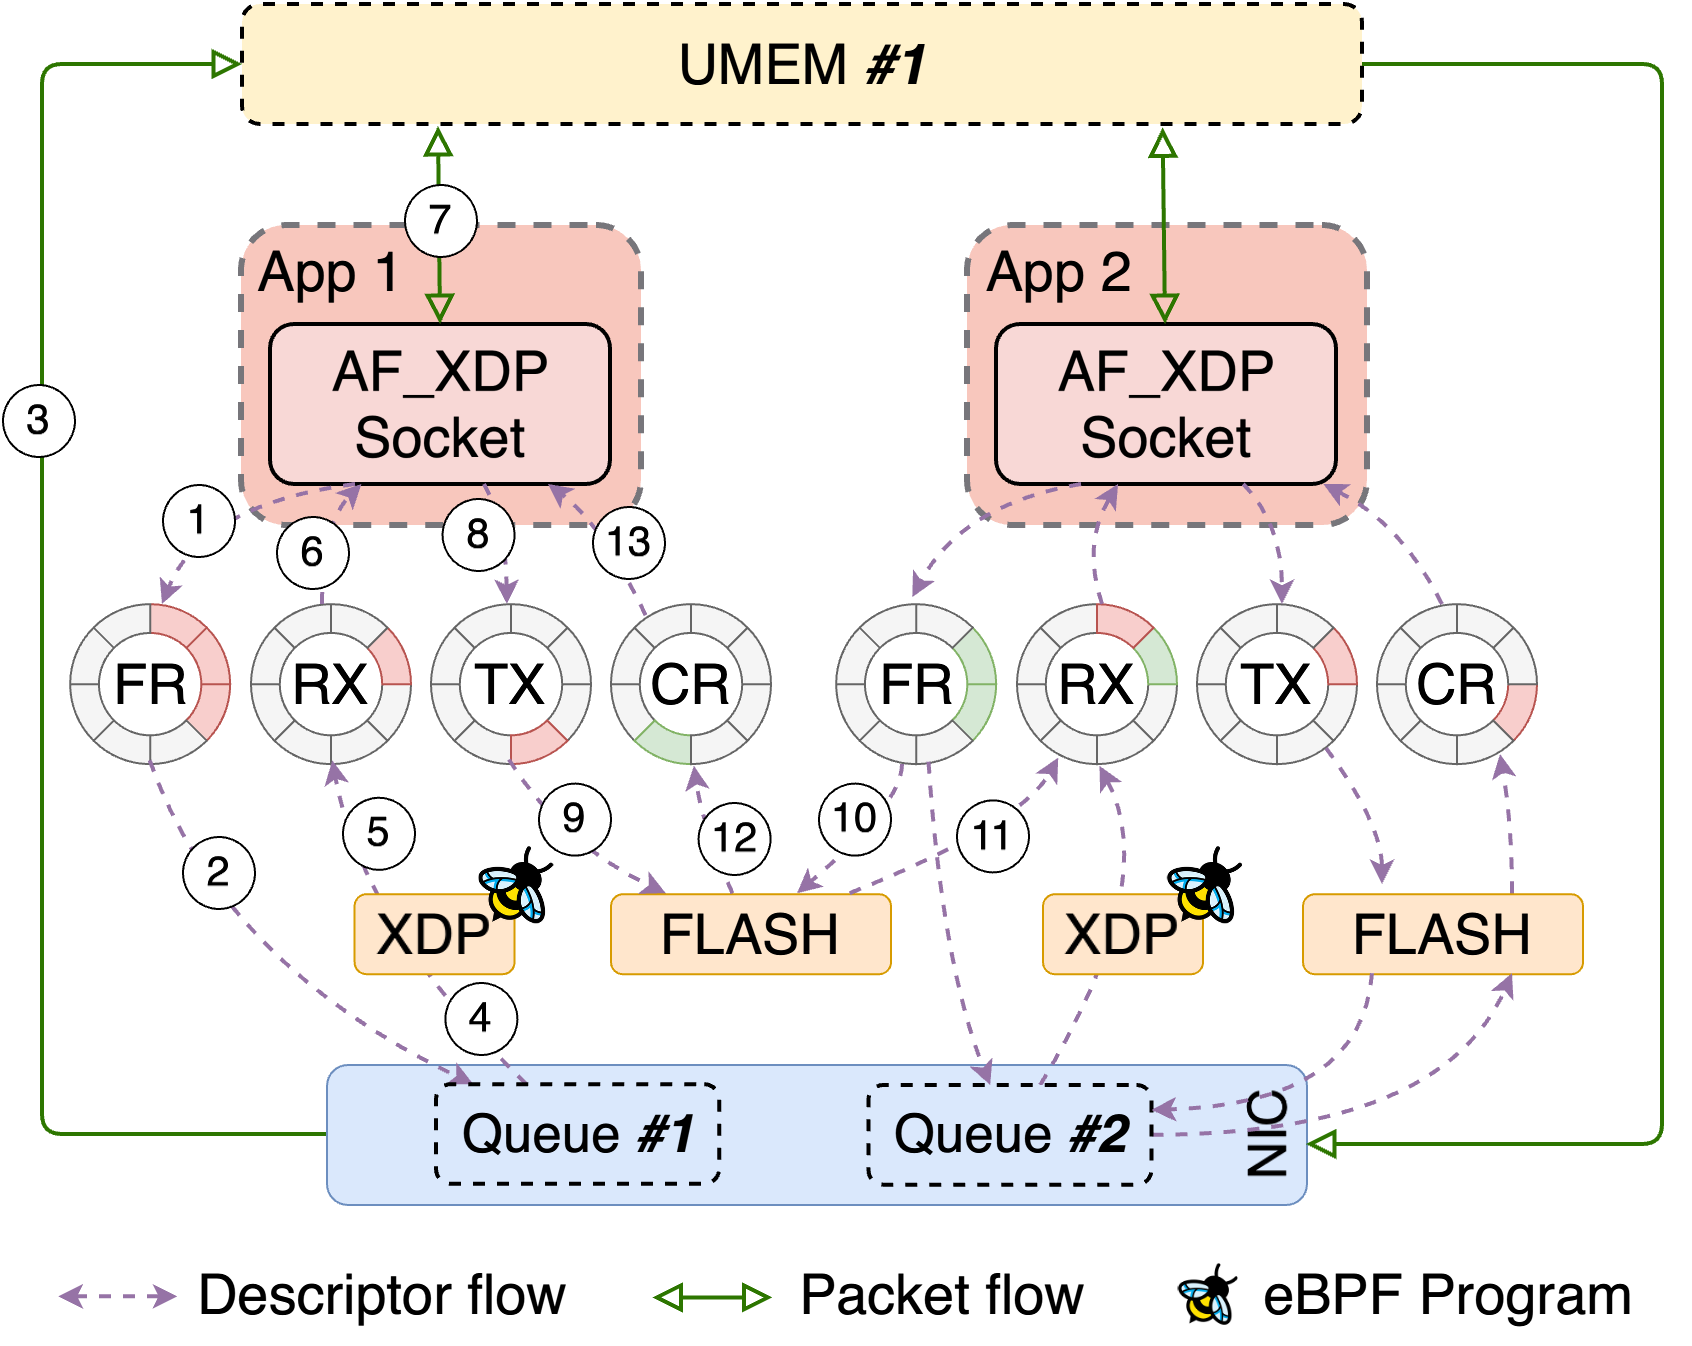 UMEM #1
7
App 1
App 2
AF_XDP
Socket
AF_XDP
Socket
3
1
6
8
13
FR
RX
TX
CR
FR
RX
TX
CR
2
5
9
12
10
11
XDP
FLASH
XDP
FLASH
4
Queue #1
Queue #2
NIC
Descriptor flow
Packet flow
eBPF Program